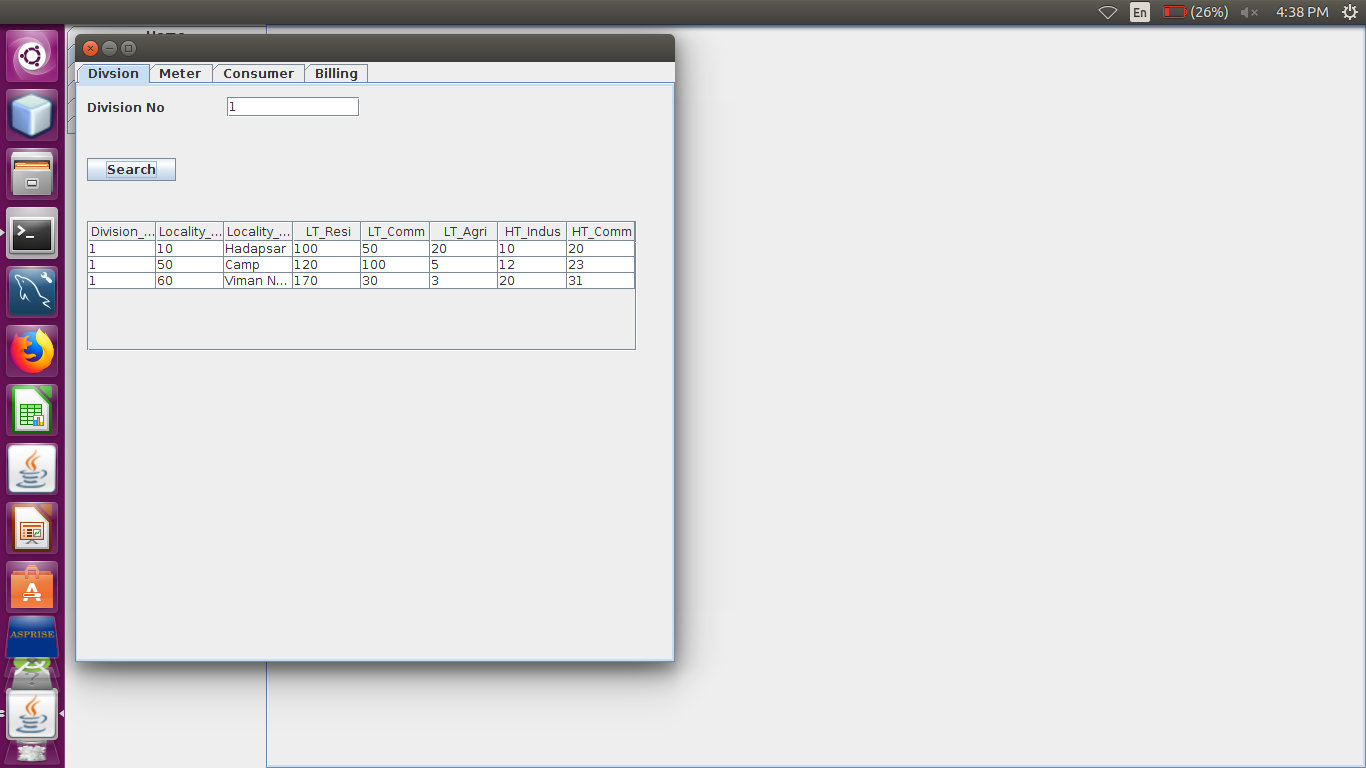 En (26%) 4:38 PM
Divsion Meter Consumer Billing
Division No 1
Search
Division_... Locality_... Locality_... LT_Resi LT_Comm LT_Agri HT_Indus HT_Comm
1 10 Hadapsar 100 50 20 10 20
1 50 Camp 120 100 5 12 23
1 60 Viman N... 170 30 3 20 31
ASPRISE